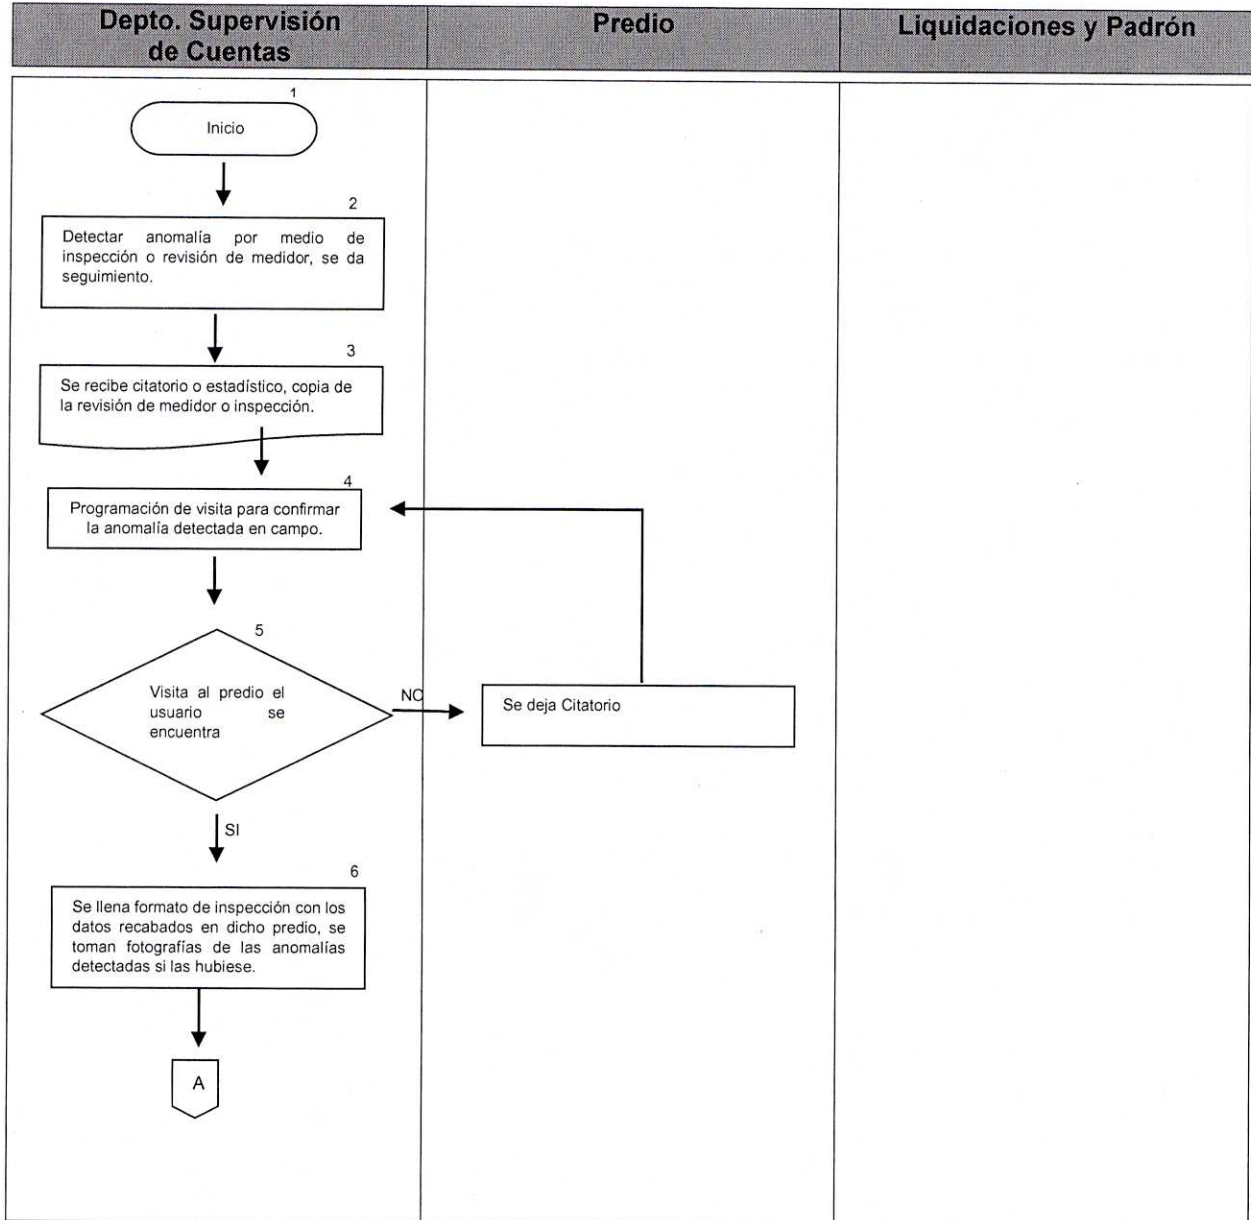 Depto. Supervisión
de Cuentas
Predio
Liquidaciones y Padrón
1
Inicio
2
Detectar anomalía por medio de
inspección o revisión de medidor, se da
seguimiento.
3
Se recibe citatorio o estadístico, copia de
la revisión de medidor o inspección.
4
Programación de visita para confirmar
la anomalía detectada en campo.
5
Visita al predio el
usuario se
encuentra
NO
Se deja Citatorio
SI
6
Se llena formato de inspección con los
datos recabados en dicho predio, se
toman fotografías de las anomalías
detectadas si las hubiese.
A